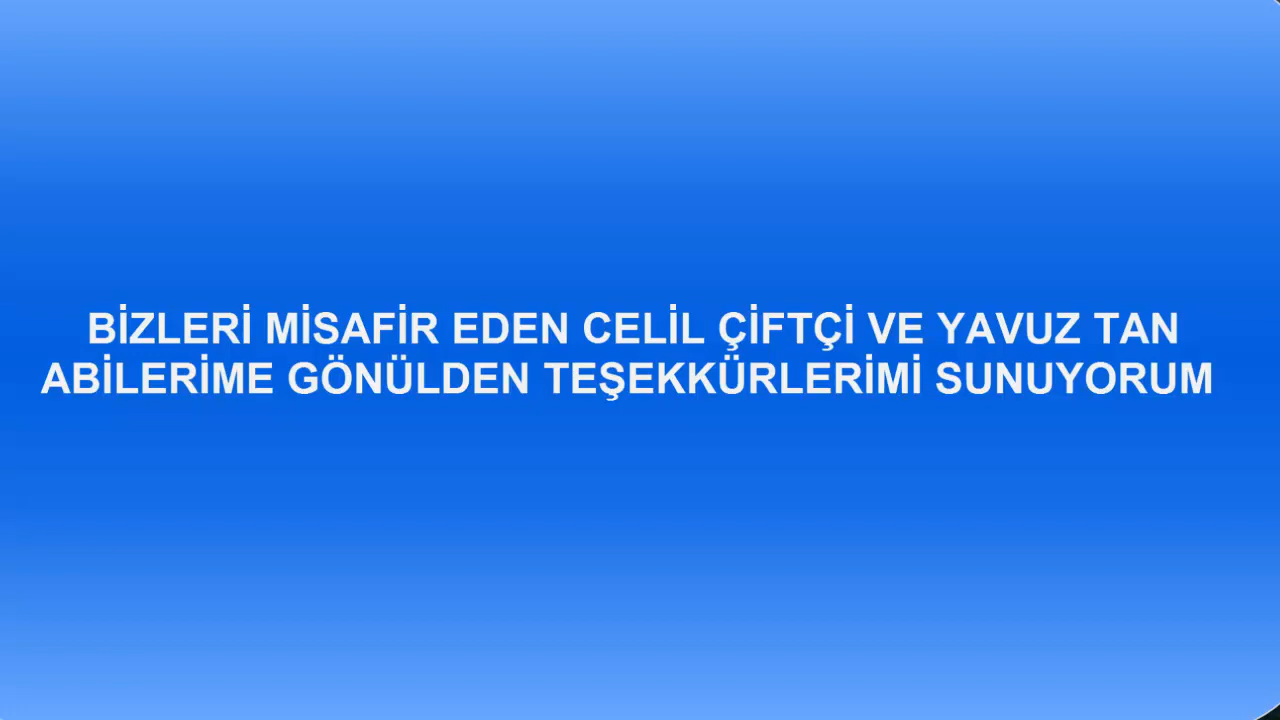 BİZLERİ MİSAFİR EDEN CELİL ÇİFTÇİ VE YAVUZ TAN
ABİLERİME GÖNÜLDEN TEŞEKKÜRLERİMİ SUNUYORUM